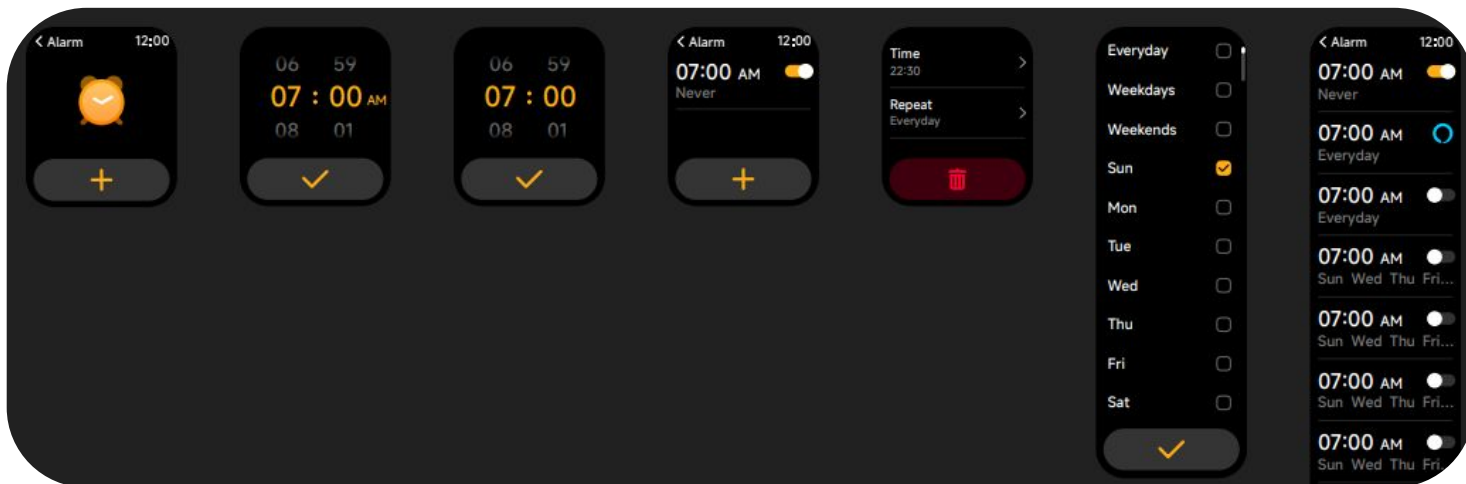 < Alarm 12:00
06 59
07 : 00 AM
08 01
06 59
07 : 00
08 01
< Alarm 12:00
07:00 AM
Never
Time
22:30
Repeat
Everyday
Everyday
Weekdays
Weekends
Sun
Mon
Tue
Wed
Thu
Fri
Sat
< Alarm 12:00
07:00 AM
Never
07:00 AM
Everyday
07:00 AM
Everyday
07:00 AM
Sun Wed Thu Fri...
07:00 AM
Sun Wed Thu Fri...
07:00 AM
Sun Wed Thu Fri...
07:00 AM
Sun Wed Thu Fri...